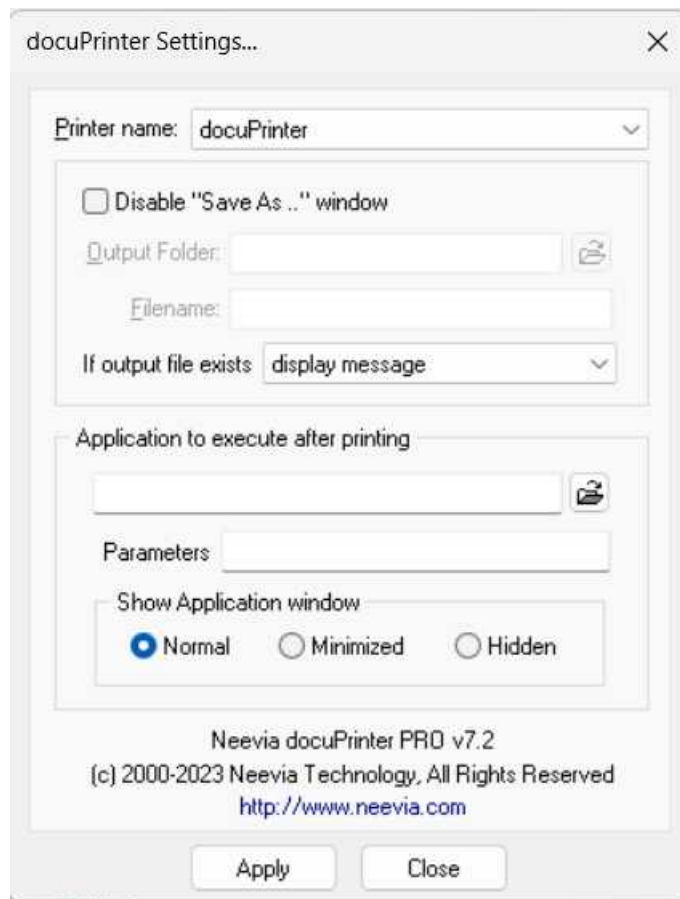 docuPrinter Settings...
Printer name: docuPrinter
Disable "Save As .." window
Output Folder:
Filename:
If output file exists display message
Application to execute after printing
Parameters
Show Application window
Normal Minimized Hidden
Neevia docuPrinter PRO v7.2
(c) 2000-2023 Neevia Technology, All Rights Reserved
http://www.neevia.com
Apply Close